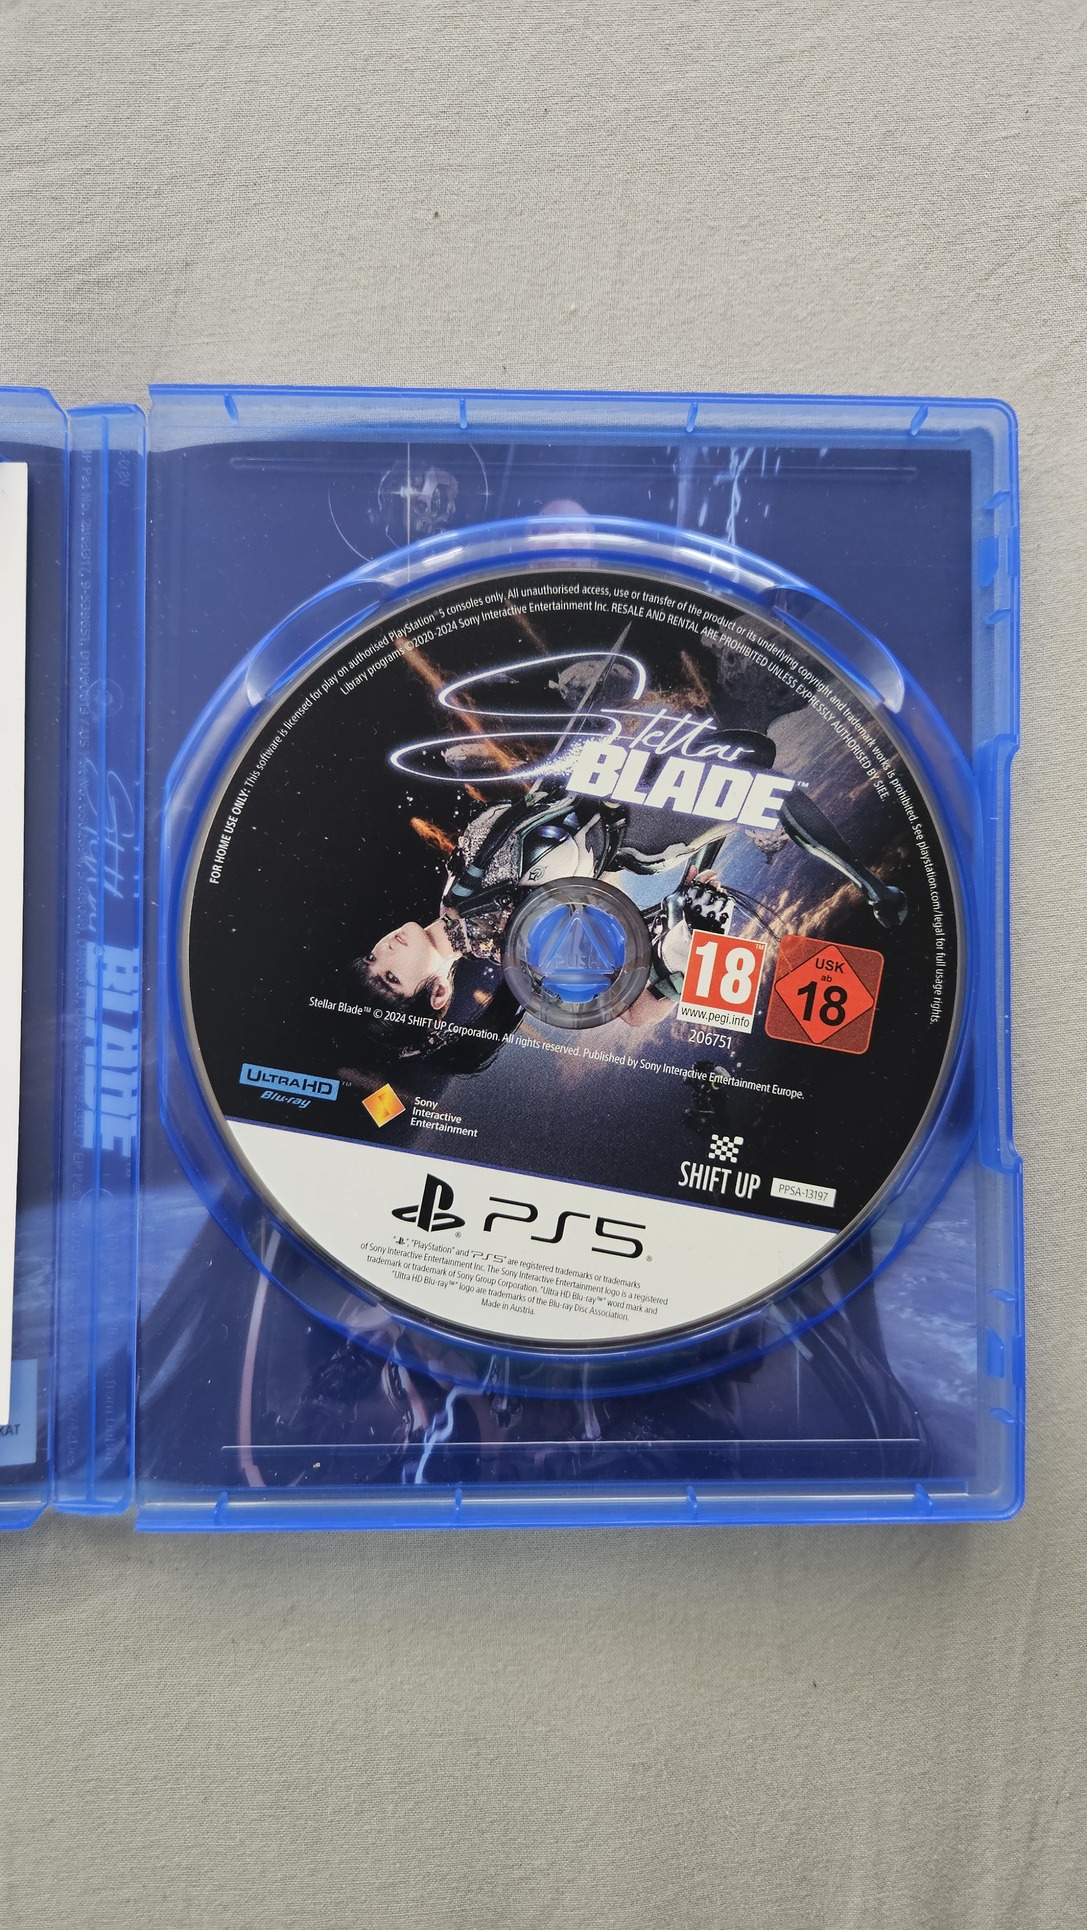 FOR HOME USE ONLY: This software is licensed for play on authorised PlayStation®5 consoles only. All unauthorised access, use or transfer of the product or its underlying copyright and trademark works is prohibited. See playstation.com/legal for full usage rights.
Library programs ©2020-2024 Sony Interactive Entertainment Inc. RESALE AND RENTAL ARE PROHIBITED UNLESS EXPRESSLY AUTHORISED BY SIEE.
Stellar
BLADE™
PUSH
18™
www.pegi.info
206751
USK
ab
18
Stellar Blade™ © 2024 SHIFT UP Corporation. All rights reserved. Published by Sony Interactive Entertainment Europe.
ULTRA HD™
Blu-ray
Sony
Interactive
Entertainment
SHIFT UP
PPSA-13197
PS5®
"PlayStation" and "PS5" are registered trademarks or trademarks
of Sony Interactive Entertainment Inc. The Sony Interactive Entertainment logo is a registered
trademark or trademark of Sony Group Corporation. "Ultra HD Blu-ray™" word mark and
"Ultra HD Blu-ray™" logo are trademarks of the Blu-ray Disc Association.
Made in Austria.
BLADE
KAT